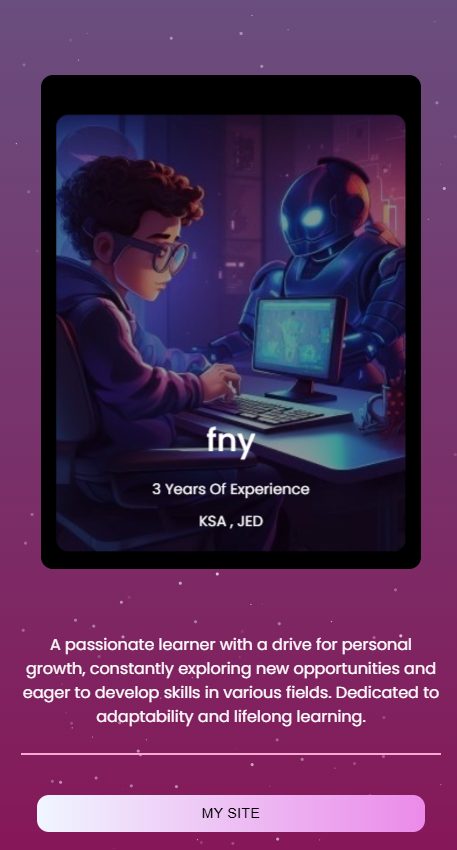 fny
3 Years Of Experience
KSA , JED
A passionate learner with a drive for personal
growth, constantly exploring new opportunities and
eager to develop skills in various fields. Dedicated to
adaptability and lifelong learning.
MY SITE